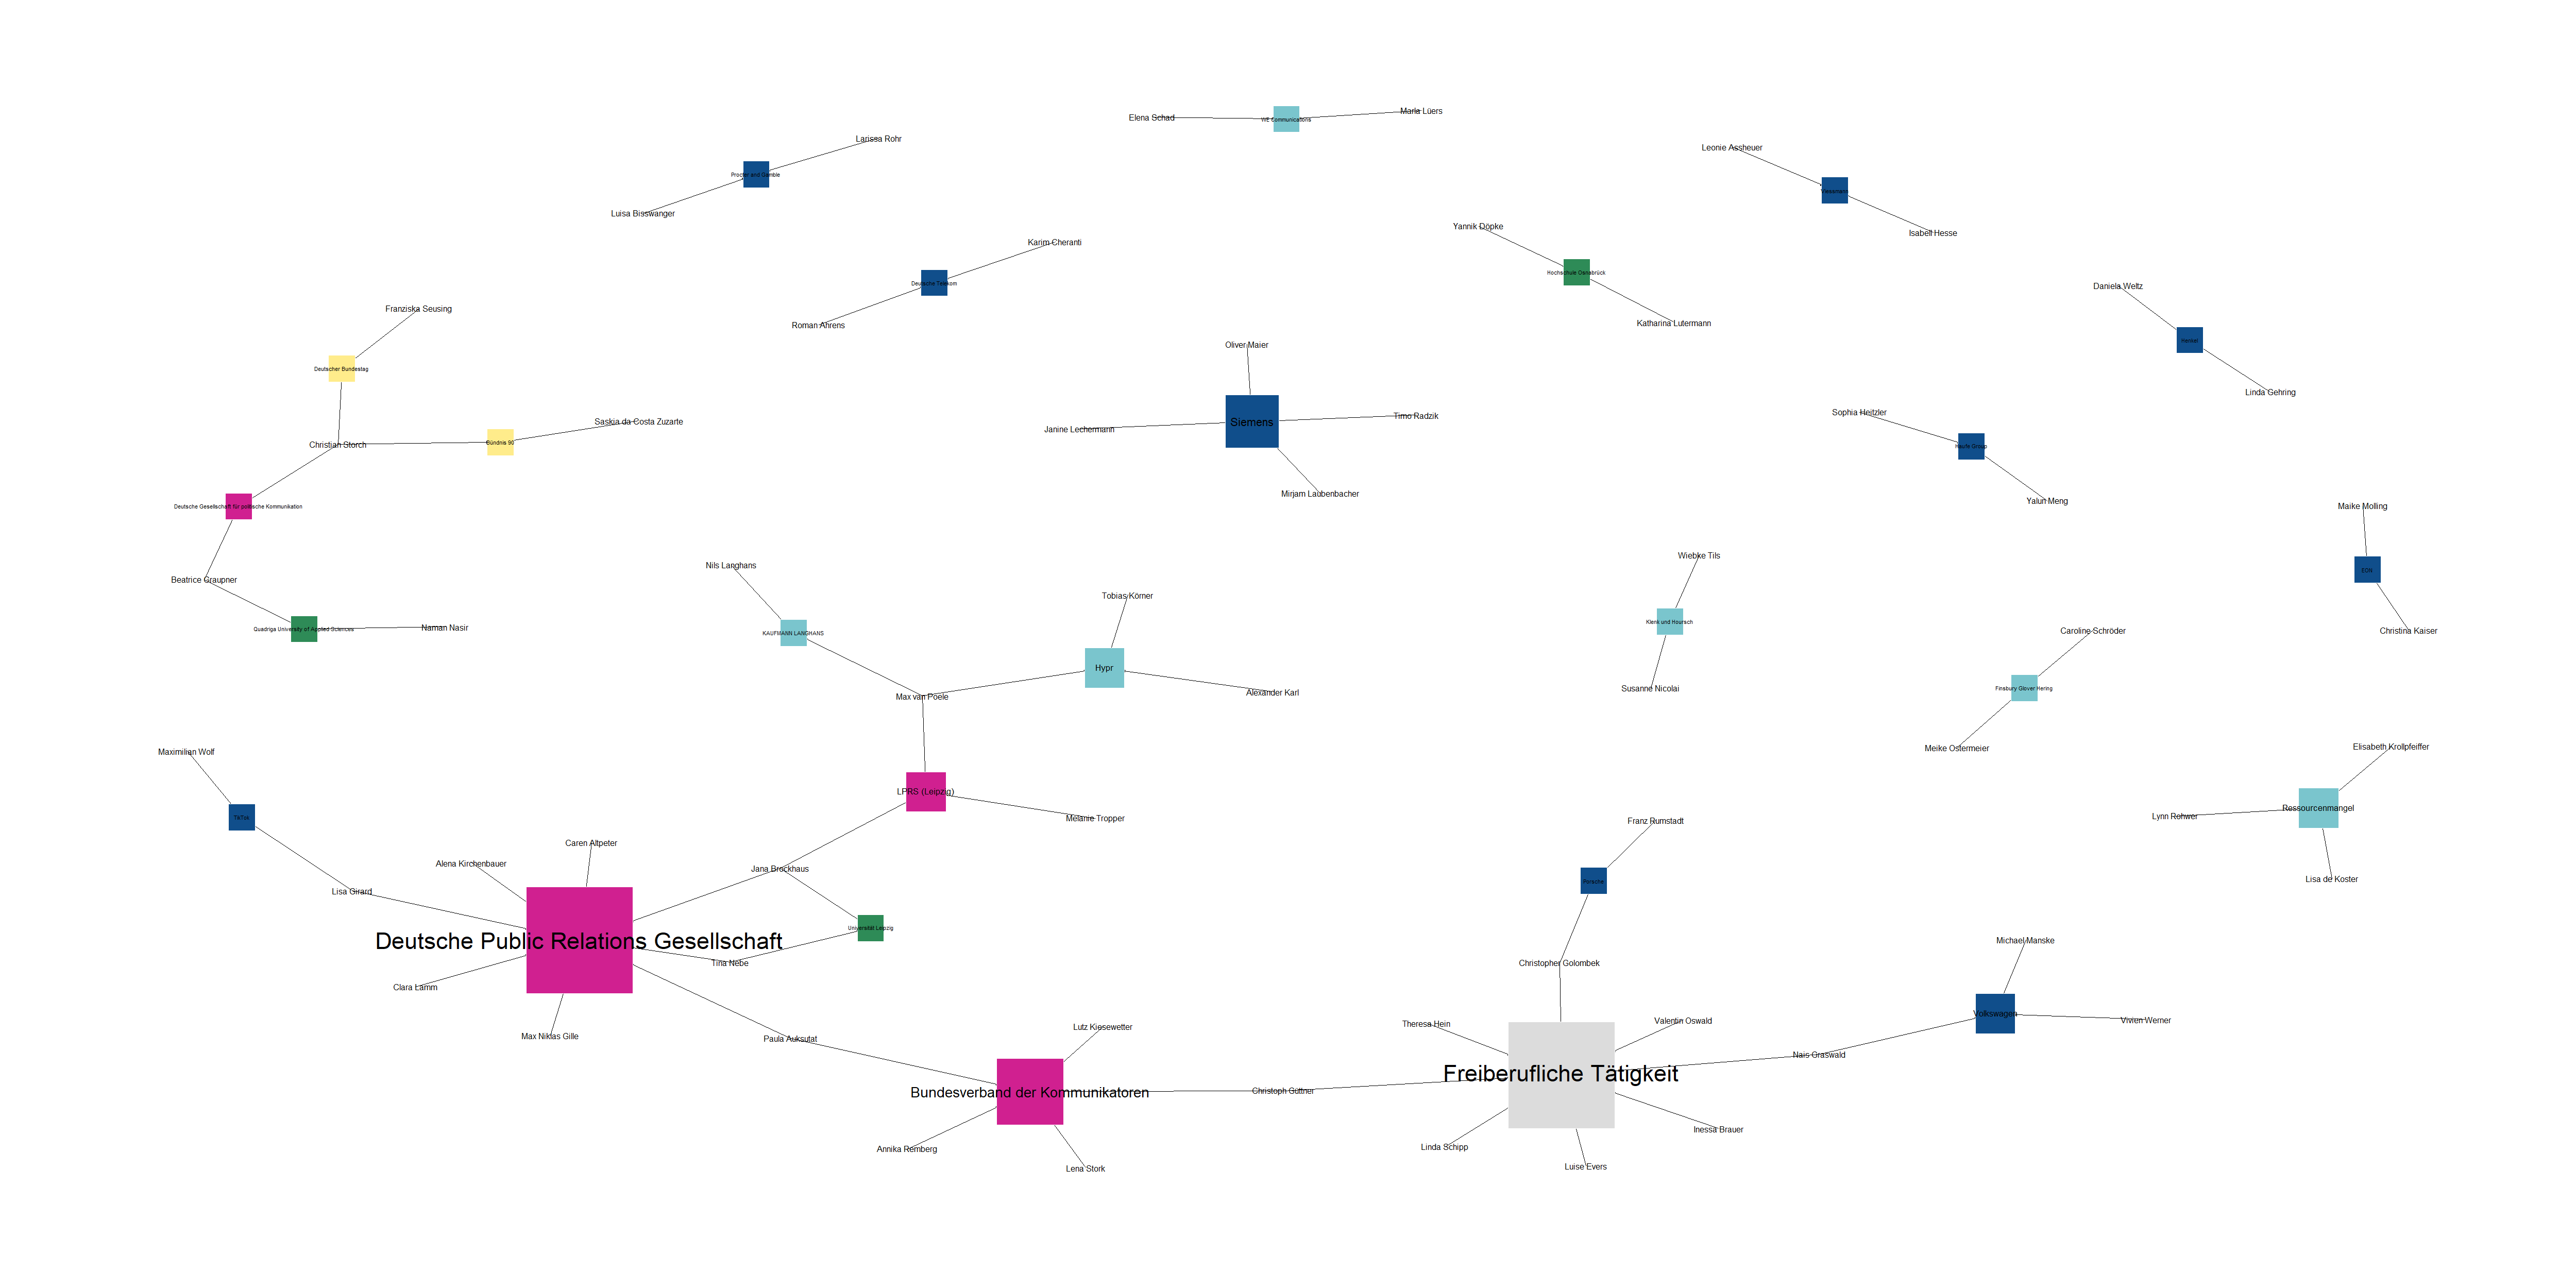 Marla Lüers
Elena Schad
WE Communications
Larissa Rohr
Leonie Assheuer
Procter and Gamble
Viessmann
Luisa Bisswanger
Yannik Döpke
Isabell Hesse
Karim Cheranti
Hochschule Osnabrück
Deutsche Telekom
Daniela Weltz
Franziska Seusing
Katharina Lutermann
Roman Ahrens
Henkel
Oliver Maier
Deutscher Bundestag
Linda Gehring
Sophia Heitzler
Timo Radzik
Saskia da Costa Zuzarte
Siemens
Janine Lechermann
Bündnis 90
Christian Storch
Haufe Group
Mirjam Laubenbacher
Yalun Meng
Deutsche Gesellschaft für politische Kommunikation
Maike Molling
Wiebke Tils
Nils Langhans
EON
Beatrice Graupner
Tobias Körner
Klenk und Hoursch
Naman Nasir
Quadriga University of Applied Sciences
Caroline Schröder
Christina Kaiser
KAUFMANN LANGHANS
Hypr
Susanne Nicolai
Finsbury Glover Hering
Alexander Karl
Max van Poele
Elisabeth Krollpfeiffer
Meike Ostermeier
Maximilian Wolf
LPRS (Leipzig)
Ressourcenmangel
Lynn Rohwer
TikTok
Melanie Tropper
Franz Rumstadt
Caren Altpeter
Alena Kirchenbauer
Jana Brockhaus
Lisa de Koster
Porsche
Lisa Girard
Universität Leipzig
Deutsche Public Relations Gesellschaft
Michael Manske
Tina Nebe
Christopher Golombek
Clara Lamm
Volkswagen
Vivien Werner
Valentin Oswald
Theresa Hein
Lutz Kiesewetter
Max Niklas Gille
Paula Auksutat
Nais Graswald
Freiberufliche Tätigkeit
Christoph Güttner
Bundesverband der Kommunikatoren
Inessa Brauer
Linda Schipp
Annika Remberg
Luise Evers
Lena Stork